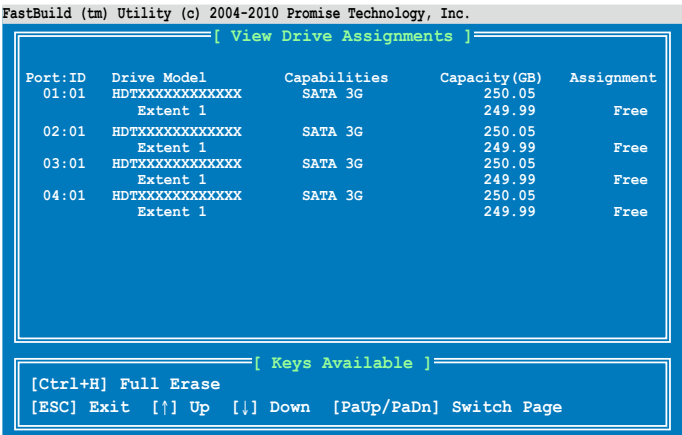 FastBuild (tm) Utility (c) 2004-2010 Promise Technology, Inc.
[ View Drive Assignments ]
Port:ID Drive Model Capabilities Capacity(GB) Assignment
01:01 HDTXXXXXXXXXXXX SATA 3G 250.05
Extent 1 249.99 Free
02:01 HDTXXXXXXXXXXXX SATA 3G 250.05
Extent 1 249.99 Free
03:01 HDTXXXXXXXXXXXX SATA 3G 250.05
Extent 1 249.99 Free
04:01 HDTXXXXXXXXXXXX SATA 3G 250.05
Extent 1 249.99 Free
[ Keys Available ]
[Ctrl+H] Full Erase
[ESC] Exit [↑] Up [↓] Down [PaUp/PaDn] Switch Page